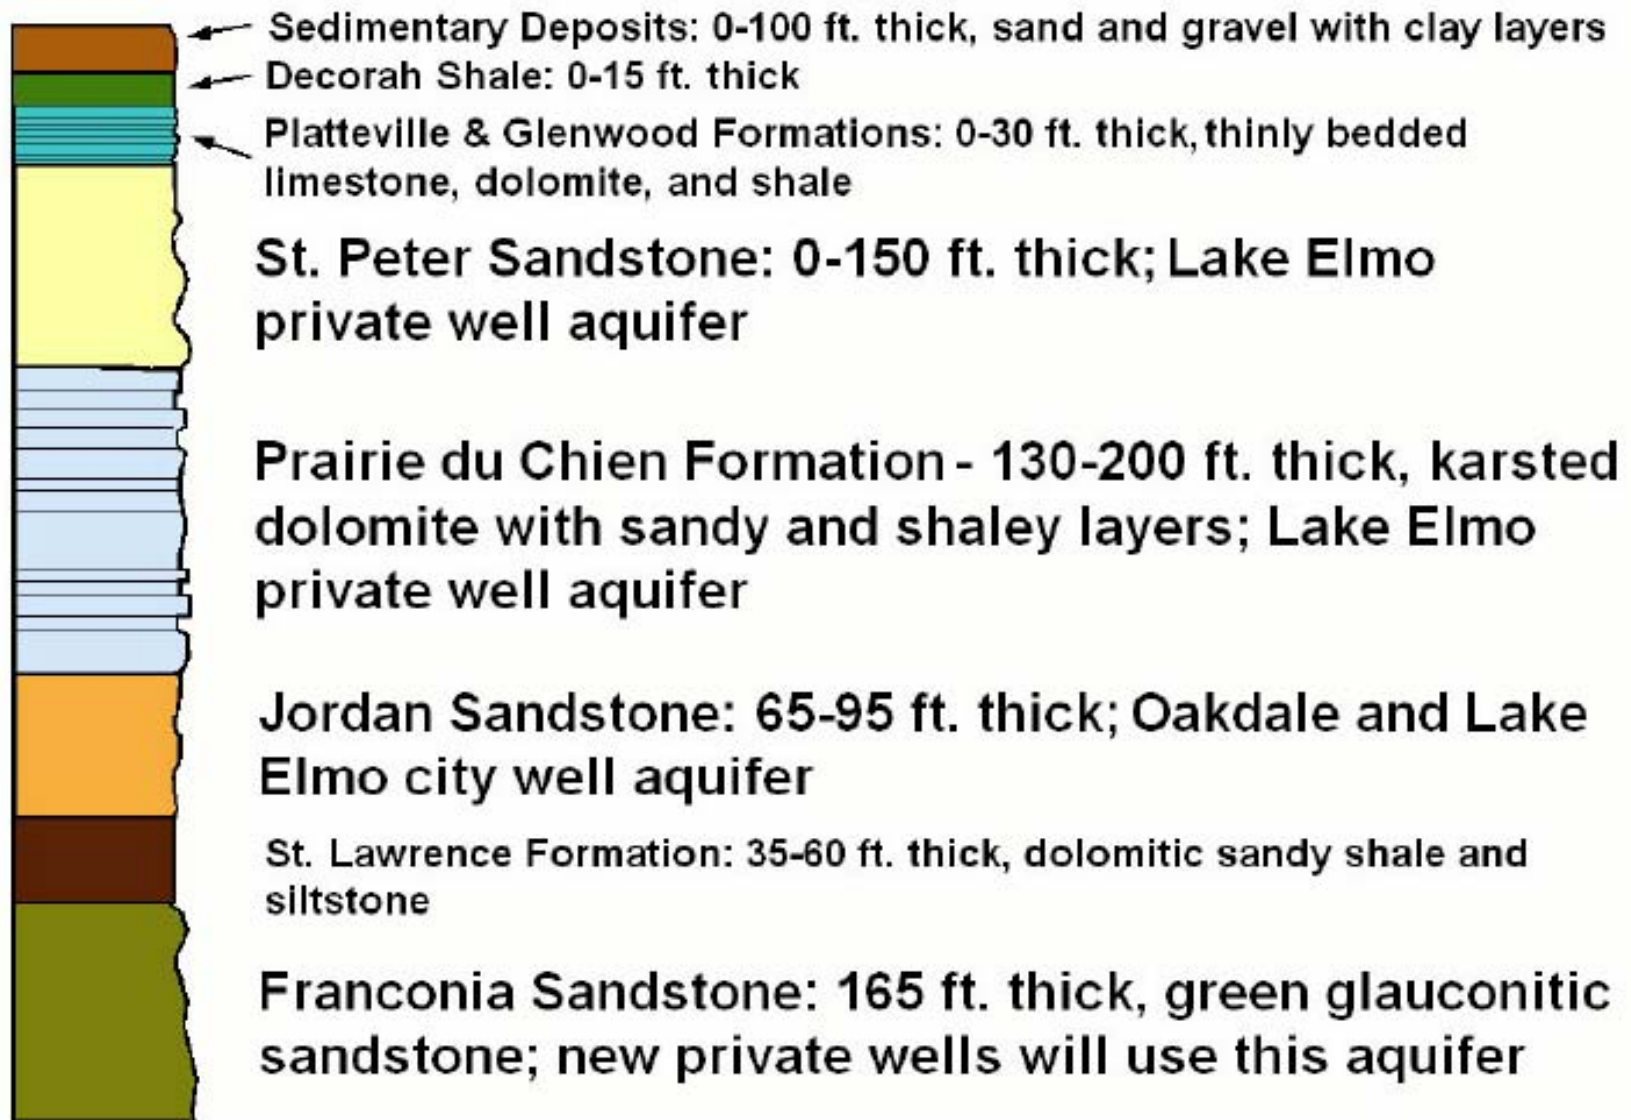 Sedimentary Deposits: 0-100 ft. thick, sand and gravel with clay layers
Decorah Shale: 0-15 ft. thick
Platteville & Glenwood Formations: 0-30 ft. thick, thinly bedded
limestone, dolomite, and shale
St. Peter Sandstone: 0-150 ft. thick; Lake Elmo
private well aquifer
Prairie du Chien Formation - 130-200 ft. thick, karsted
dolomite with sandy and shaley layers; Lake Elmo
private well aquifer
Jordan Sandstone: 65-95 ft. thick; Oakdale and Lake
Elmo city well aquifer
St. Lawrence Formation: 35-60 ft. thick, dolomitic sandy shale and
siltstone
Franconia Sandstone: 165 ft. thick, green glauconitic
sandstone; new private wells will use this aquifer